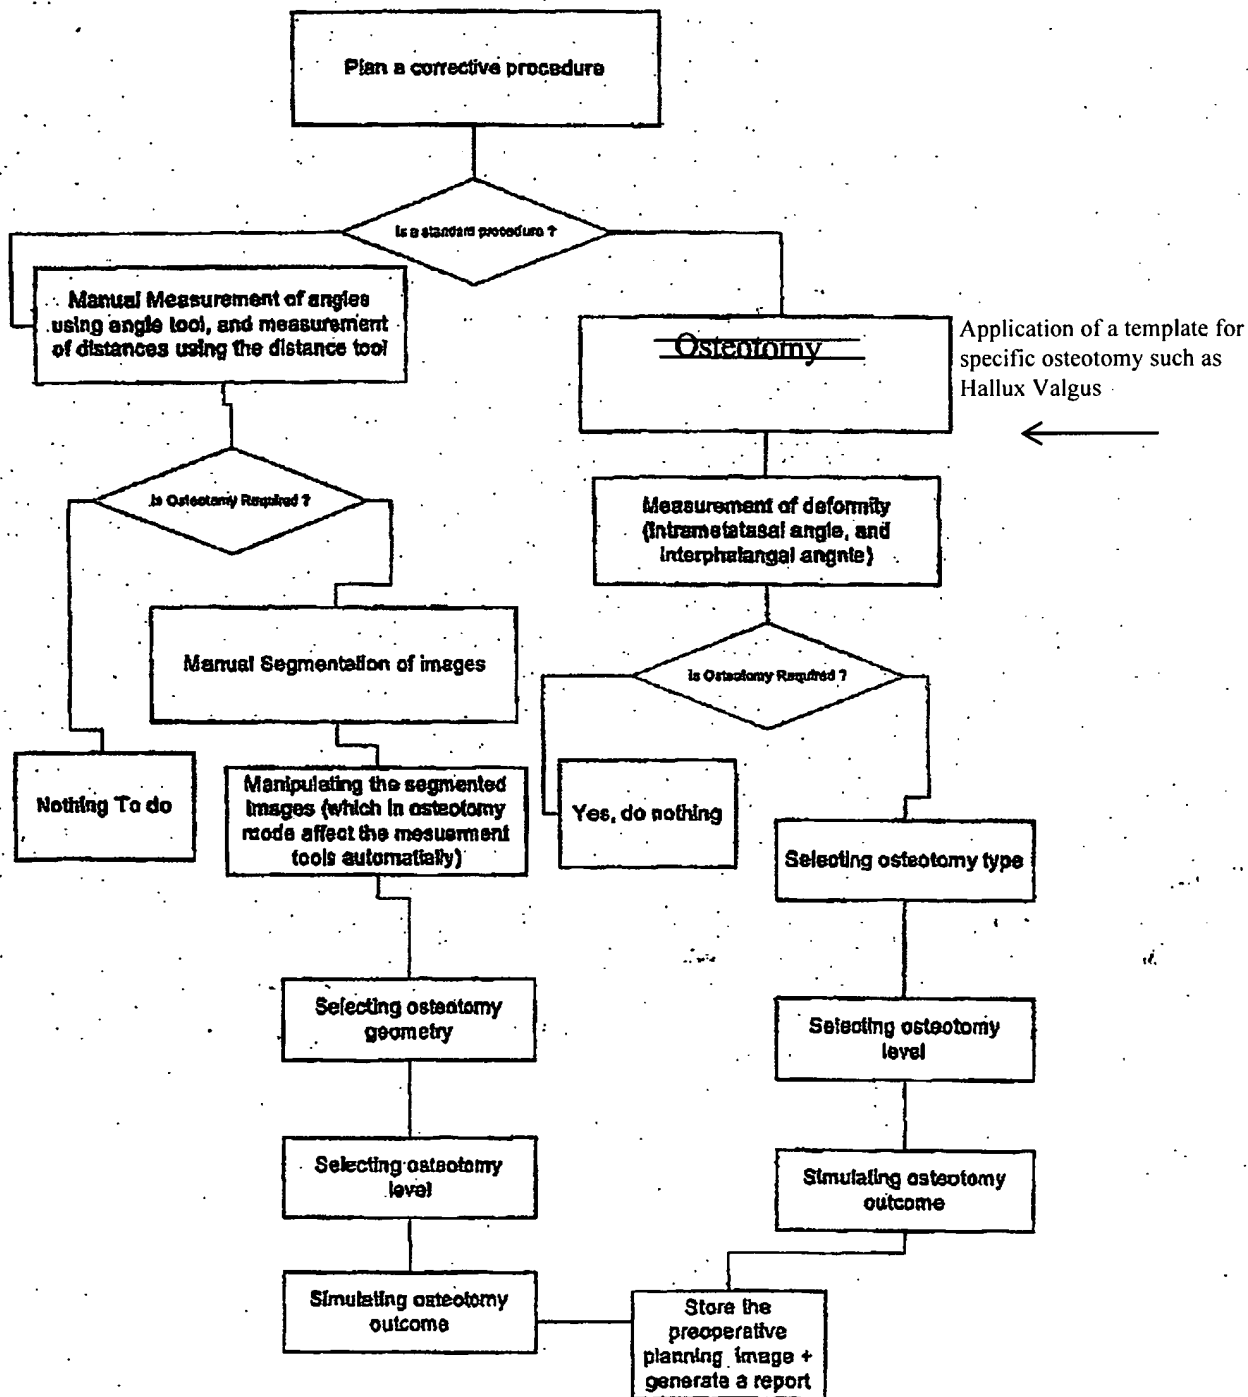 Plan a corrective procedure
Is a standard procedure ?
Manual Measurement of angles
using angle tool, and measurement
of distances using the distance tool
Osteotomy
Application of a template for
specific osteotomy such as
Hallux Valgus
Is Osteotomy Required ?
Measurement of deformity
(Intrametatasal angle, and
Interphalangal angnle)
Manual Segmentation of images
Is Osteotomy Required ?
Nothing To do
Manipulating the segmented
images (which in osteotomy
mode affect the mesuerment
tools automatially)
Yes, do nothing
Selecting osteotomy type
Selecting osteotomy
geometry
Selecting osteotomy
level
Selecting osteotomy
level
Simulating osteotomy
outcome
Simulating osteotomy
outcome
Store the
preoperative
planning image +
generate a report